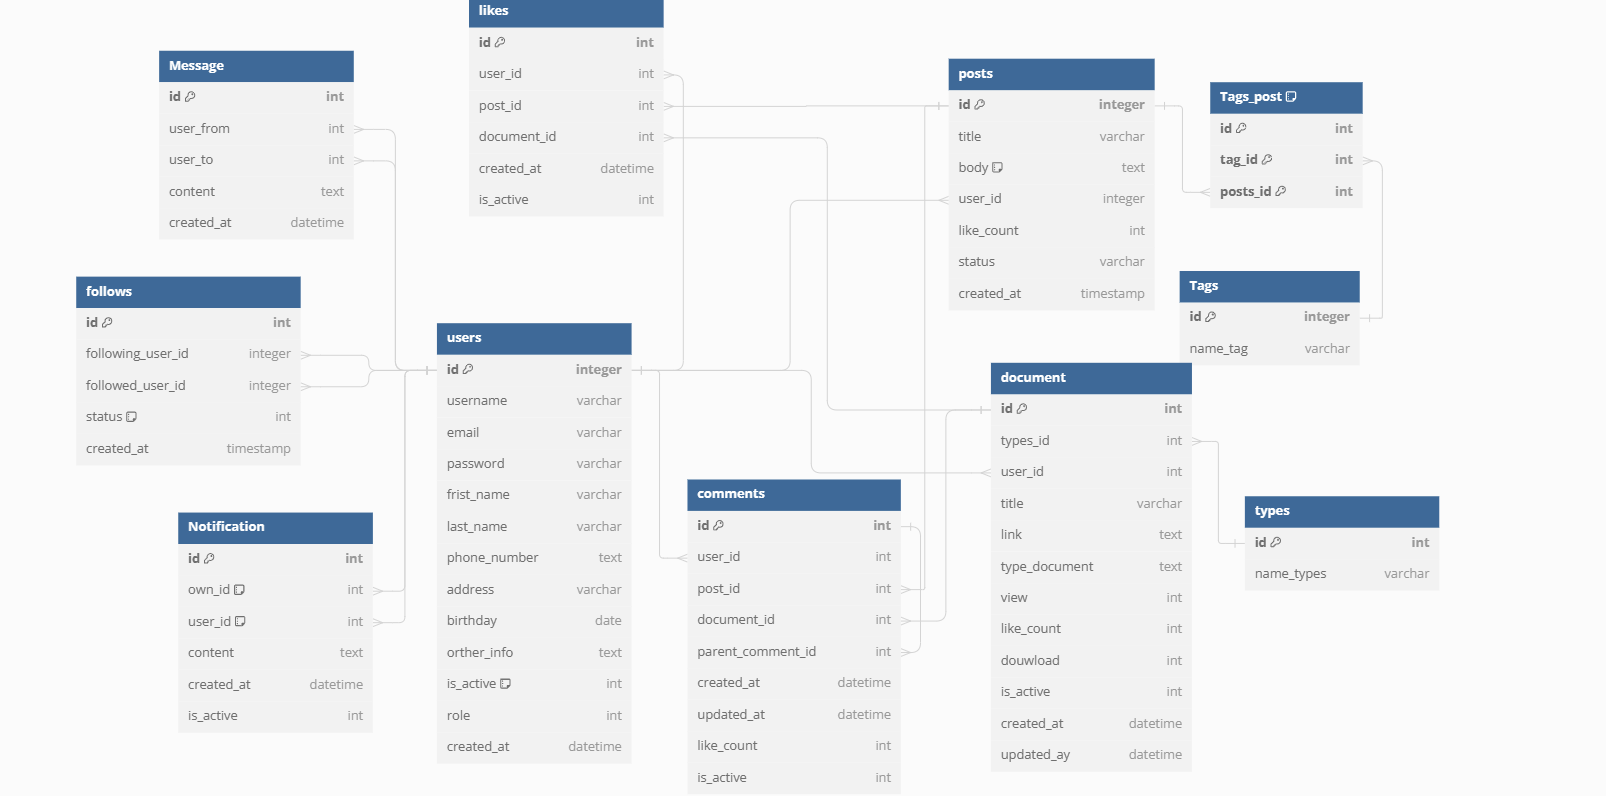 likes
id int
user_id int
post_id int
document_id int
created_at datetime
is_active int
Message
id int
user_from int
user_to int
content text
created_at datetime
posts
id integer
title varchar
body text
user_id integer
like_count int
status varchar
created_at timestamp
Tags_post
id int
tag_id int
posts_id int
follows
id int
following_user_id integer
followed_user_id integer
status int
created_at timestamp
Tags
id integer
name_tag varchar
users
id integer
username varchar
email varchar
password varchar
frist_name varchar
last_name varchar
phone_number text
address varchar
birthday date
orther_info text
is_active int
role int
created_at datetime
document
id int
types_id int
user_id int
title varchar
link text
type_document text
view int
like_count int
douwload int
is_active int
created_at datetime
updated_ay datetime
comments
id int
user_id int
post_id int
document_id int
parent_comment_id int
created_at datetime
updated_at datetime
like_count int
is_active int
types
id int
name_types varchar
Notification
id int
own_id int
user_id int
content text
created_at datetime
is_active int